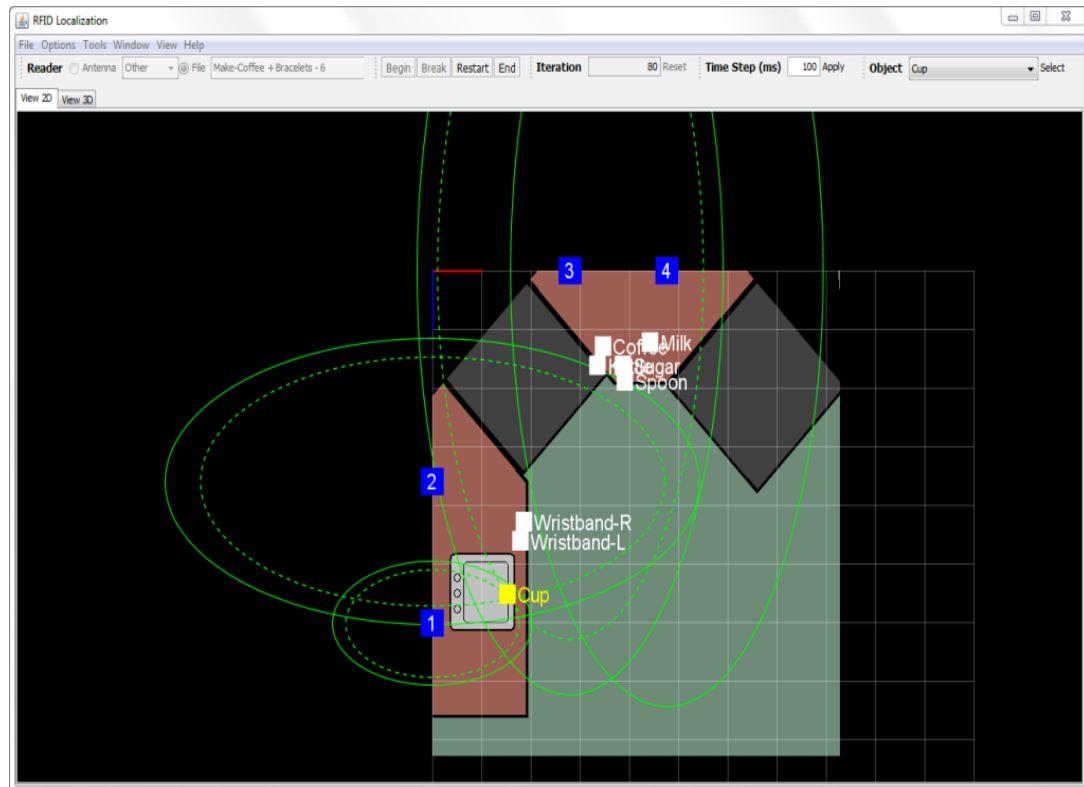 RFID Localization
File Options Tools Window View Help
Reader Antenna Other File Make-Coffee + Bracelets - 6 Begin Break Restart End Iteration 80 Reset Time Step (ms) 100 Apply Object Cup Select
View 2D View 3D
3 4
Coffee Milk
Sugar
Spoon
2
Wristband-R
Wristband-L
Cup
1